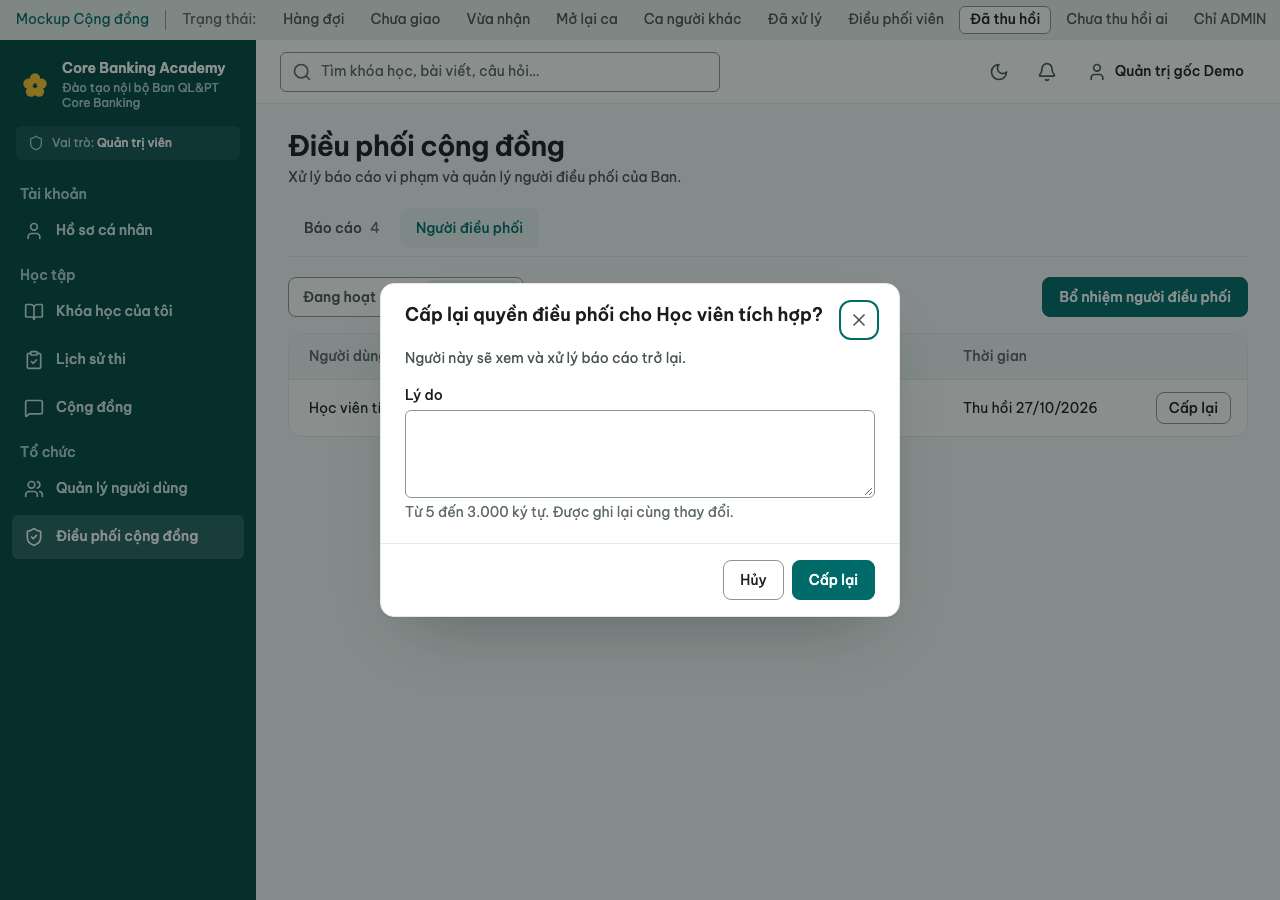 Mockup Cộng đồng
Trạng thái:
Hàng đợi
Chưa giao
Vừa nhận
Mở lại ca
Ca người khác
Đã xử lý
Điều phối viên
Đã thu hồi
Chưa thu hồi ai
Chỉ ADMIN
Core Banking Academy
Đào tạo nội bộ Ban QL&PT
Core Banking
Vai trò: Quản trị viên
Tài khoản
Hồ sơ cá nhân
Học tập
Khóa học của tôi
Lịch sử thi
Cộng đồng
Tổ chức
Quản lý người dùng
Điều phối cộng đồng
Tìm khóa học, bài viết, câu hỏi...
Quản trị gốc Demo
Điều phối cộng đồng
Xử lý báo cáo vi phạm và quản lý người điều phối của Ban.
Báo cáo 4
Người điều phối
Đang hoạt
Bổ nhiệm người điều phối
Người dùng
Thời gian
Học viên
Thu hồi 27/10/2026
Cấp lại
Cấp lại quyền điều phối cho Học viên tích hợp?
Người này sẽ xem và xử lý báo cáo trở lại.
Lý do
Từ 5 đến 3.000 ký tự. Được ghi lại cùng thay đổi.
Hủy
Cấp lại